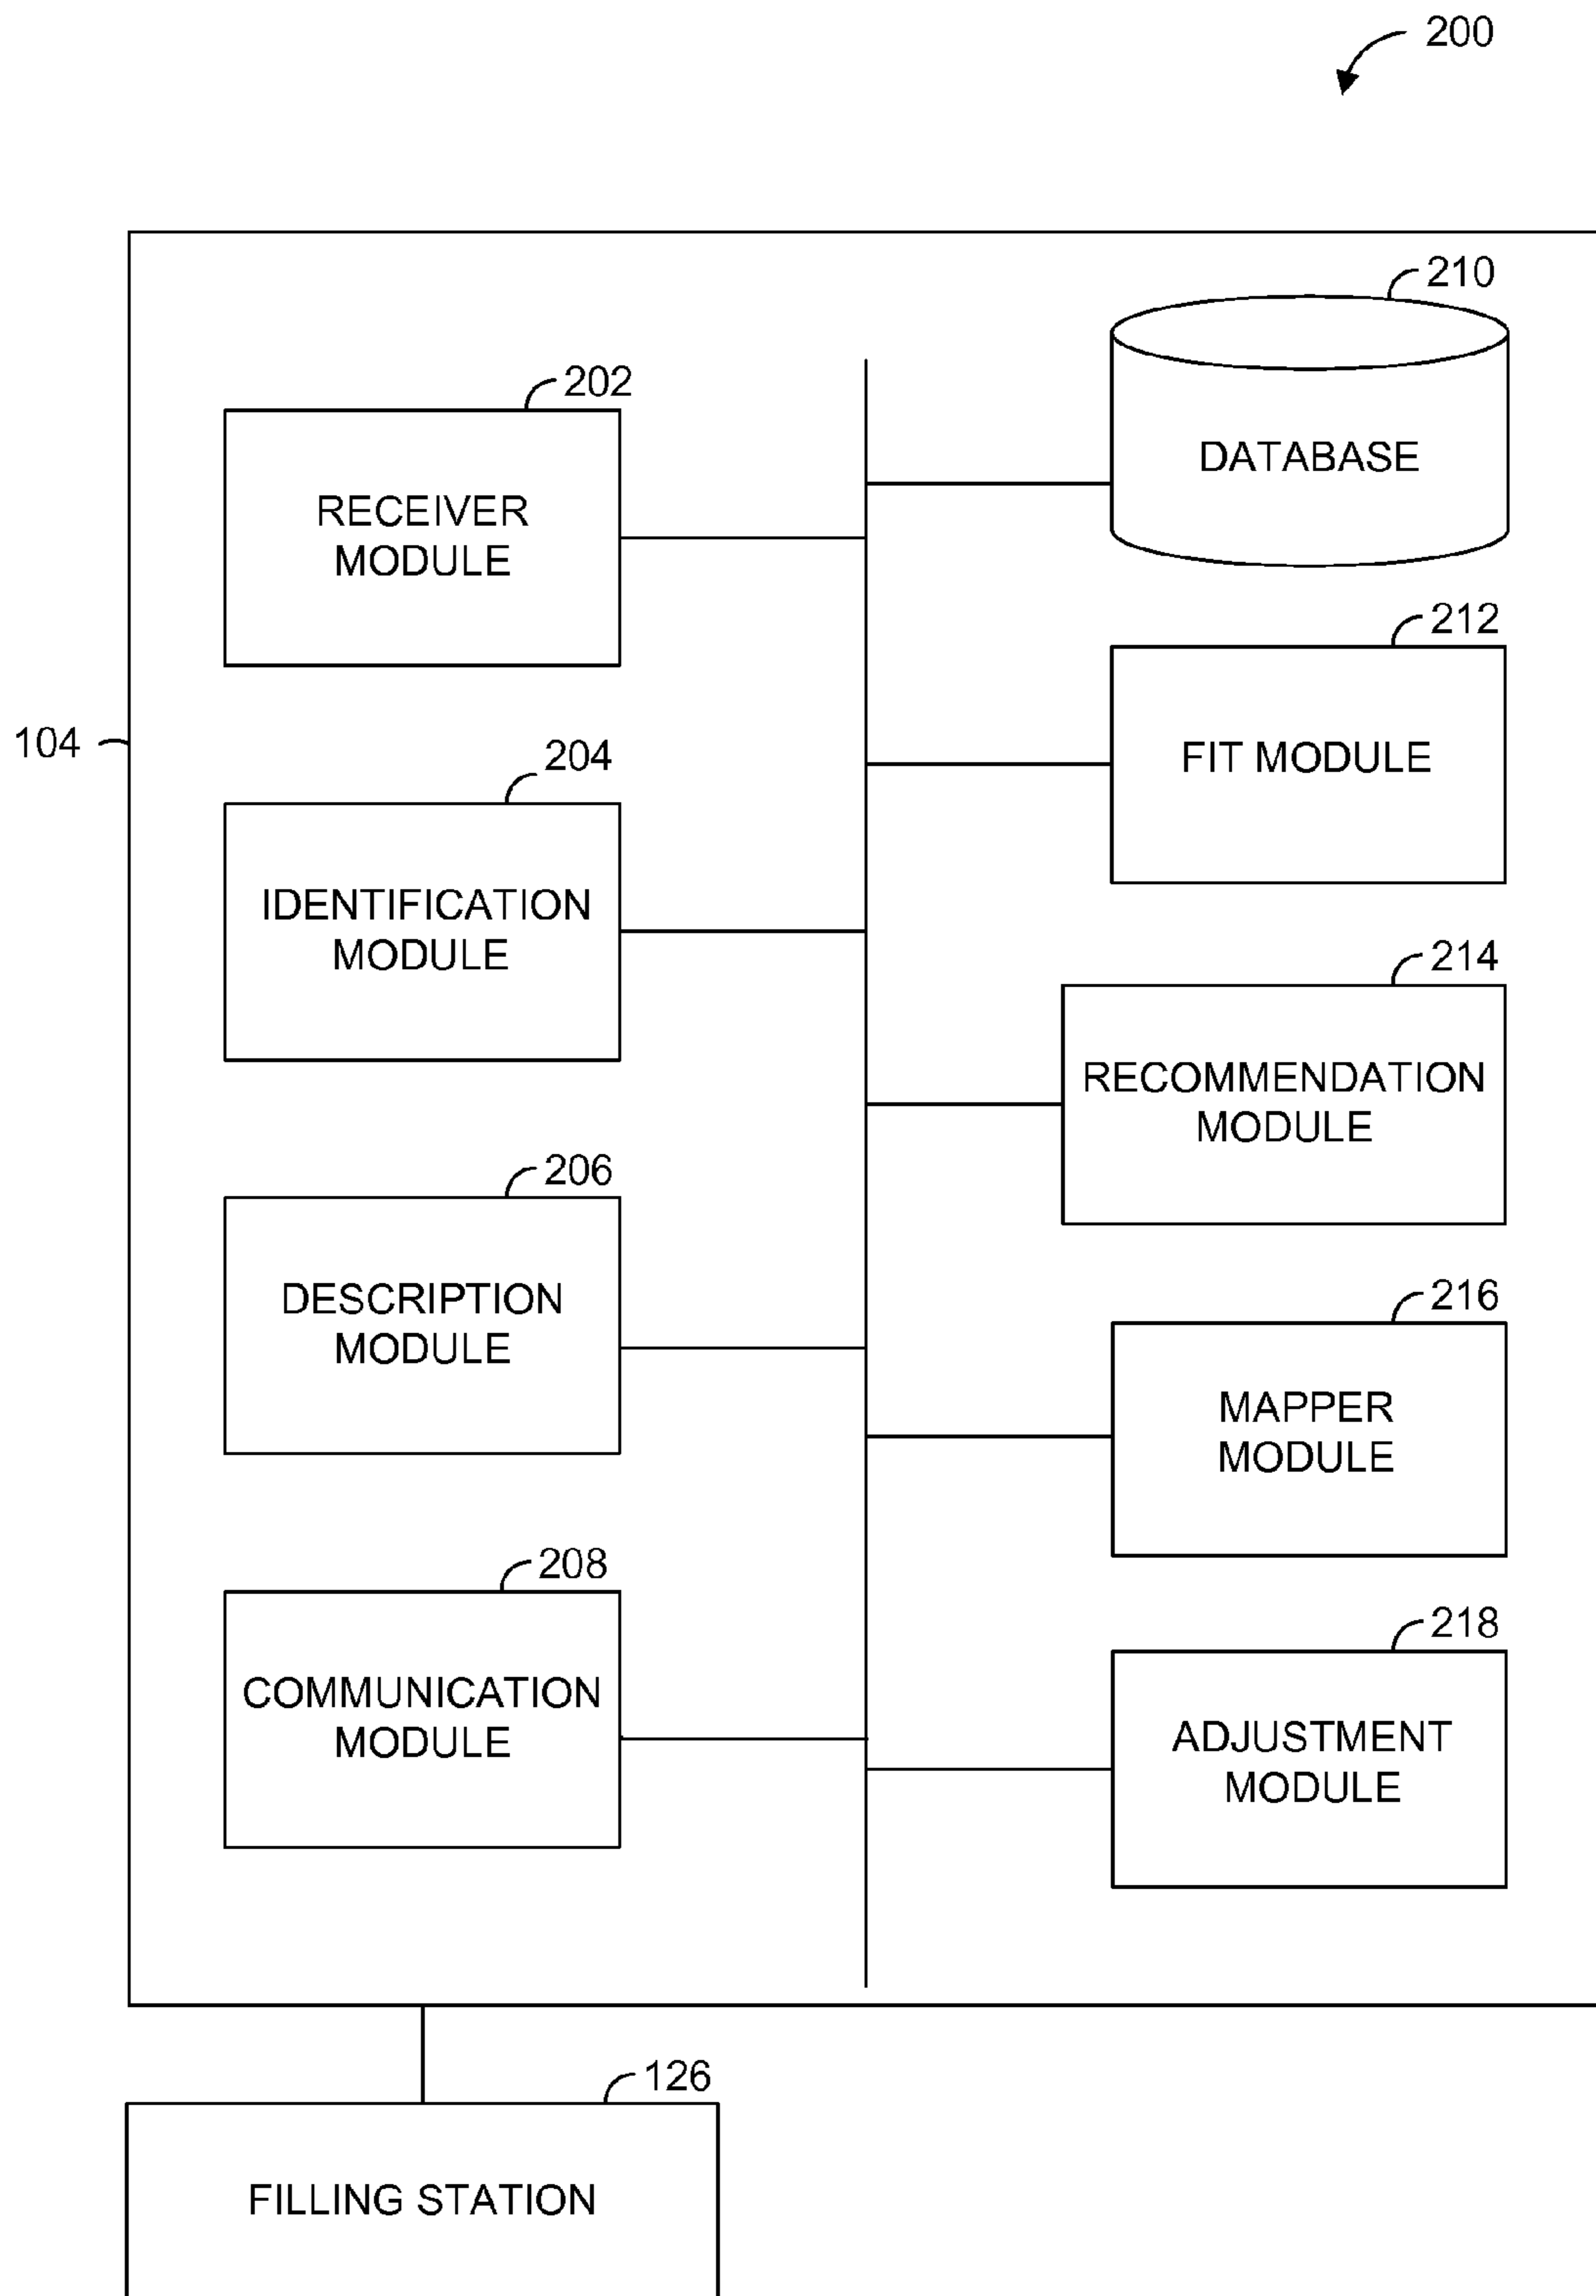 200
210
DATABASE
202
RECEIVER
MODULE
212
FIT MODULE
104
204
IDENTIFICATION
MODULE
214
RECOMMENDATION
MODULE
206
DESCRIPTION
MODULE
216
MAPPER
MODULE
208
COMMUNICATION
MODULE
218
ADJUSTMENT
MODULE
126
FILLING STATION